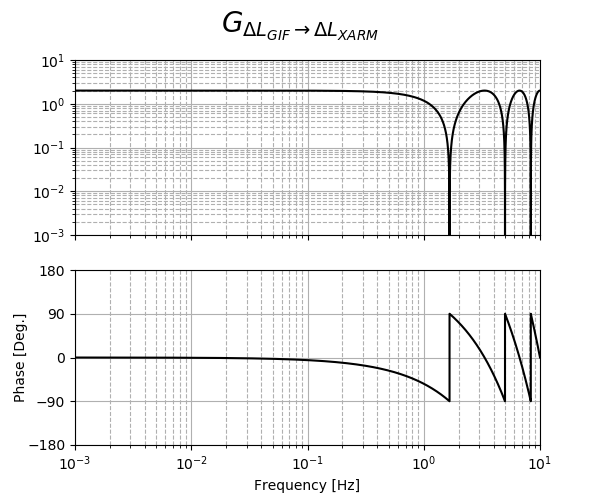 G_{ΔL_{GIF} → ΔL_{XARM}}
10^1
10^0
10^{-1}
10^{-2}
10^{-3}
180
90
0
−90
−180
Phase [Deg.]
10^{-3} 10^{-2} 10^{-1} 10^0 10^1
Frequency [Hz]